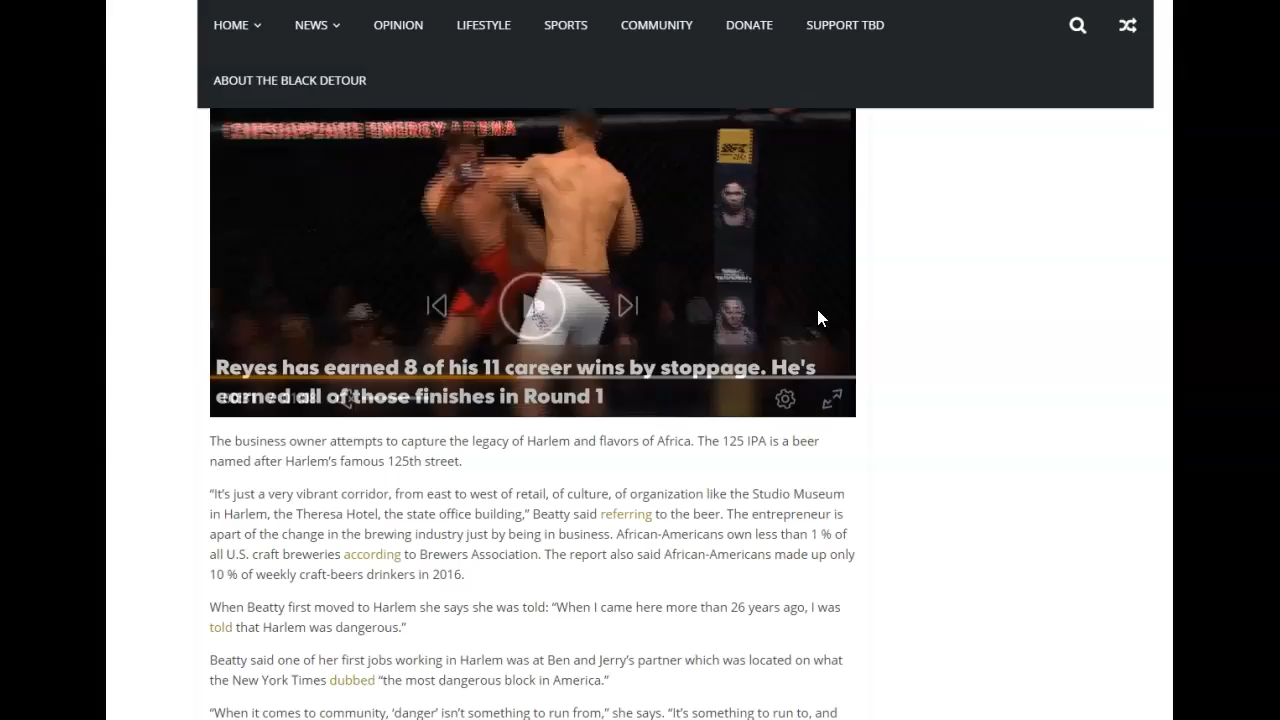 HOME NEWS OPINION LIFESTYLE SPORTS COMMUNITY DONATE SUPPORT TBD
ABOUT THE BLACK DETOUR
CHESAPEAKE ENERGY ARENA
UFC
Reyes has earned 8 of his 11 career wins by stoppage. He's
earned all of those finishes in Round 1
The business owner attempts to capture the legacy of Harlem and flavors of Africa. The 125 IPA is a beer
named after Harlem’s famous 125th street.
“It’s just a very vibrant corridor, from east to west of retail, of culture, of organization like the Studio Museum
in Harlem, the Theresa Hotel, the state office building,” Beatty said referring to the beer. The entrepreneur is
apart of the change in the brewing industry just by being in business. African-Americans own less than 1 % of
all U.S. craft breweries according to Brewers Association. The report also said African-Americans made up only
10 % of weekly craft-beers drinkers in 2016.
When Beatty first moved to Harlem she says she was told: “When I came here more than 26 years ago, I was
told that Harlem was dangerous.”
Beatty said one of her first jobs working in Harlem was at Ben and Jerry’s partner which was located on what
the New York Times dubbed “the most dangerous block in America.”
“When it comes to community, ‘danger’ isn’t something to run from,” she says. “It’s something to run to, and